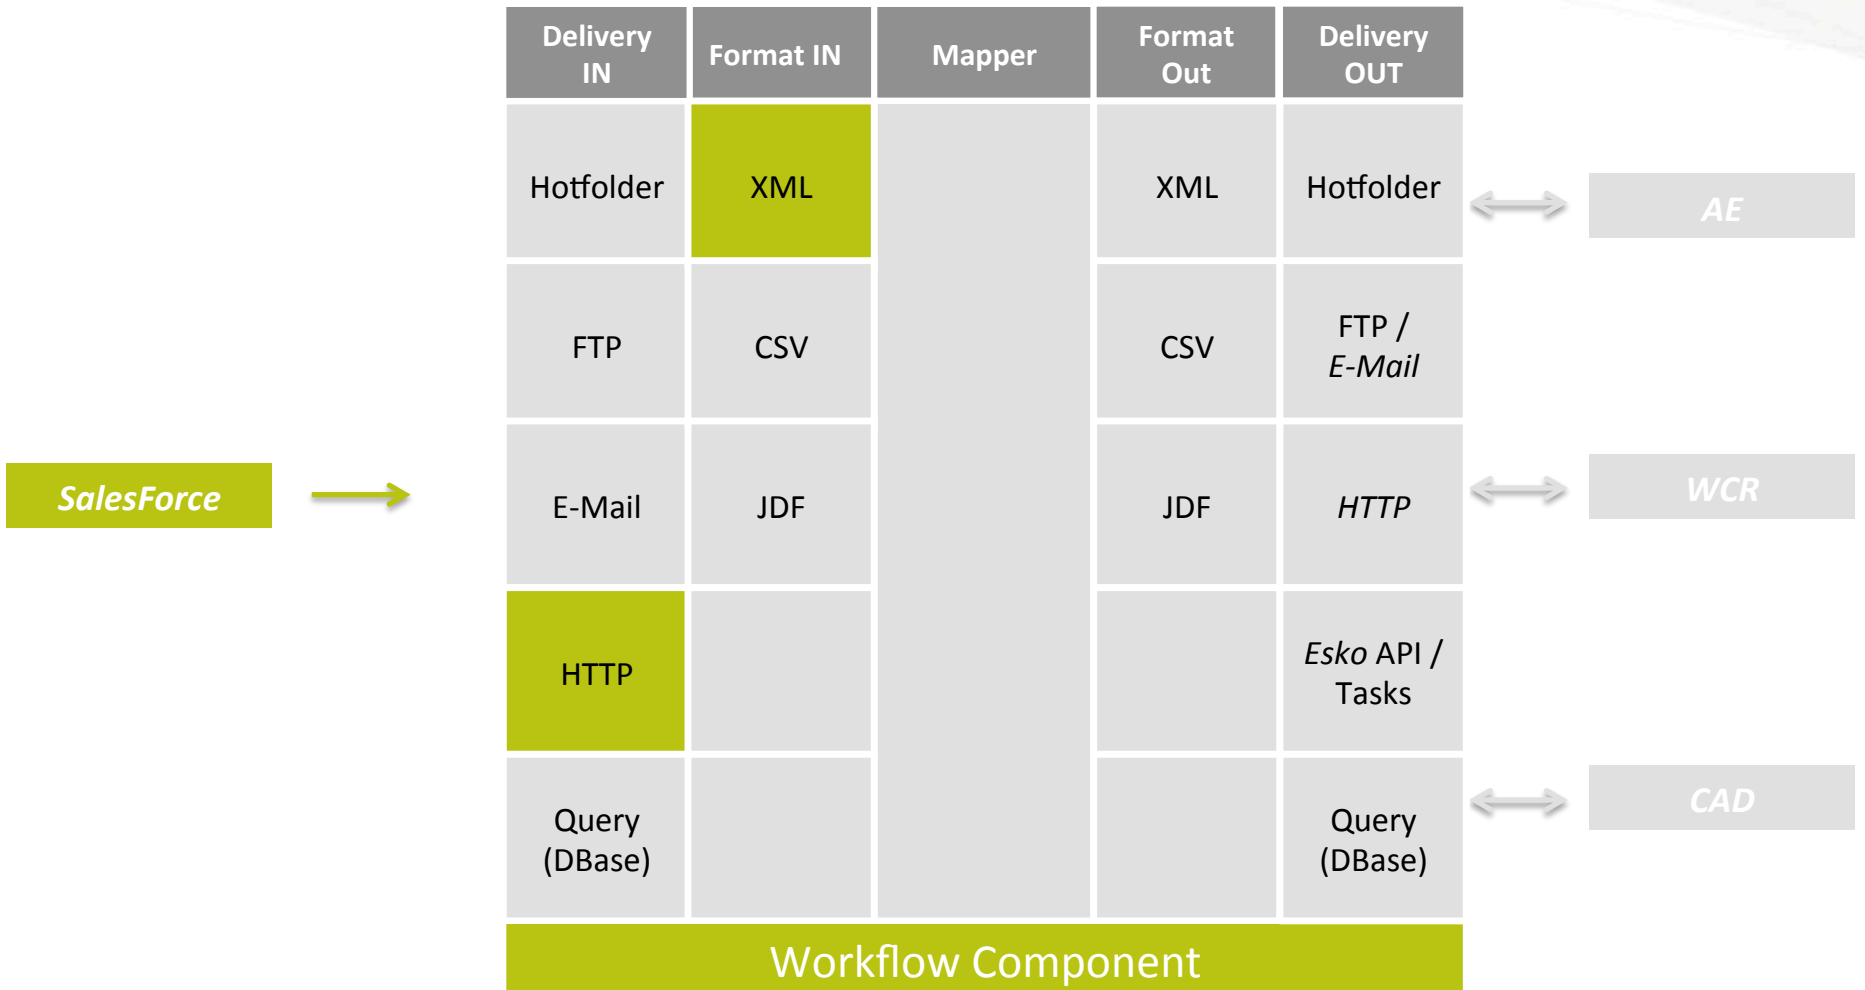 Delivery
IN
Format IN
Mapper
Format
Out
Delivery
OUT
Hotfolder
XML
XML
Hotfolder
AE
FTP
CSV
CSV
FTP /
E-Mail
SalesForce
E-Mail
JDF
JDF
HTTP
WCR
HTTP
Esko API /
Tasks
Query
(DBase)
Query
(DBase)
CAD
Workflow Component